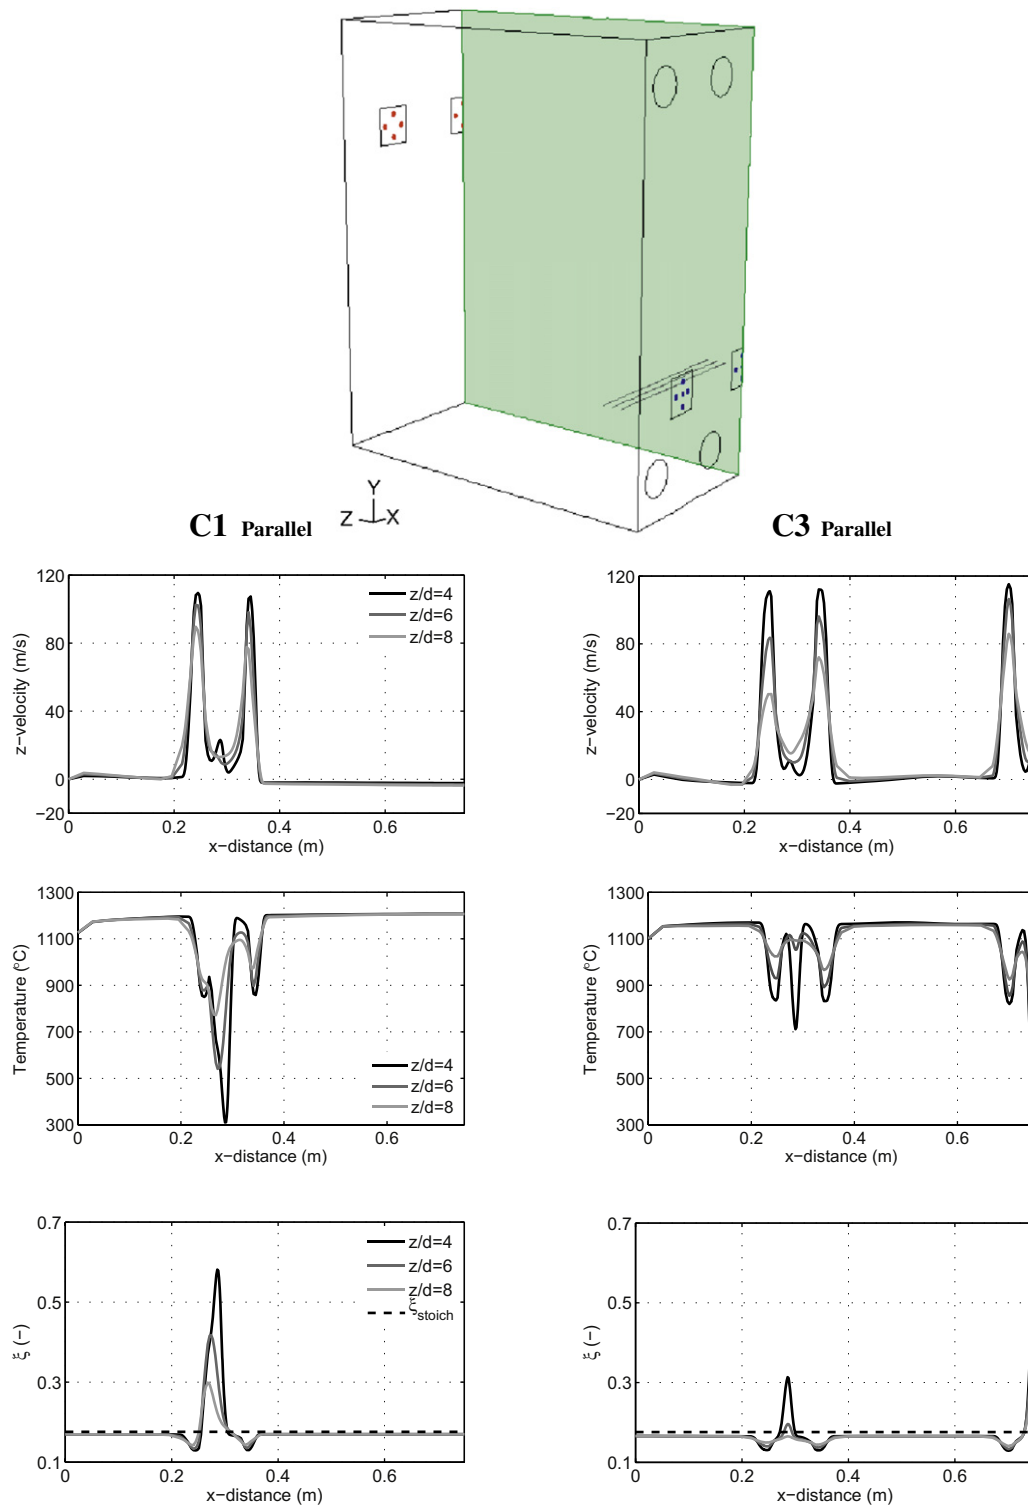 Y
Z
X
C1 Parallel
C3 Parallel
120
80
40
0
−20
z−velocity (m/s)
z/d=4
z/d=6
z/d=8
0
0.2
0.4
0.6
x−distance (m)
120
80
40
0
−20
z−velocity (m/s)
0
0.2
0.4
0.6
x−distance (m)
1300
1100
900
700
500
300
Temperature (°C)
z/d=4
z/d=6
z/d=8
0
0.2
0.4
0.6
x−distance (m)
1300
1100
900
700
500
300
Temperature (°C)
0
0.2
0.4
0.6
x−distance (m)
0.7
0.5
0.3
0.1
ξ (−)
z/d=4
z/d=6
z/d=8
ξstoich
0
0.2
0.4
0.6
x−distance (m)
0.7
0.5
0.3
0.1
ξ (−)
0
0.2
0.4
0.6
x−distance (m)